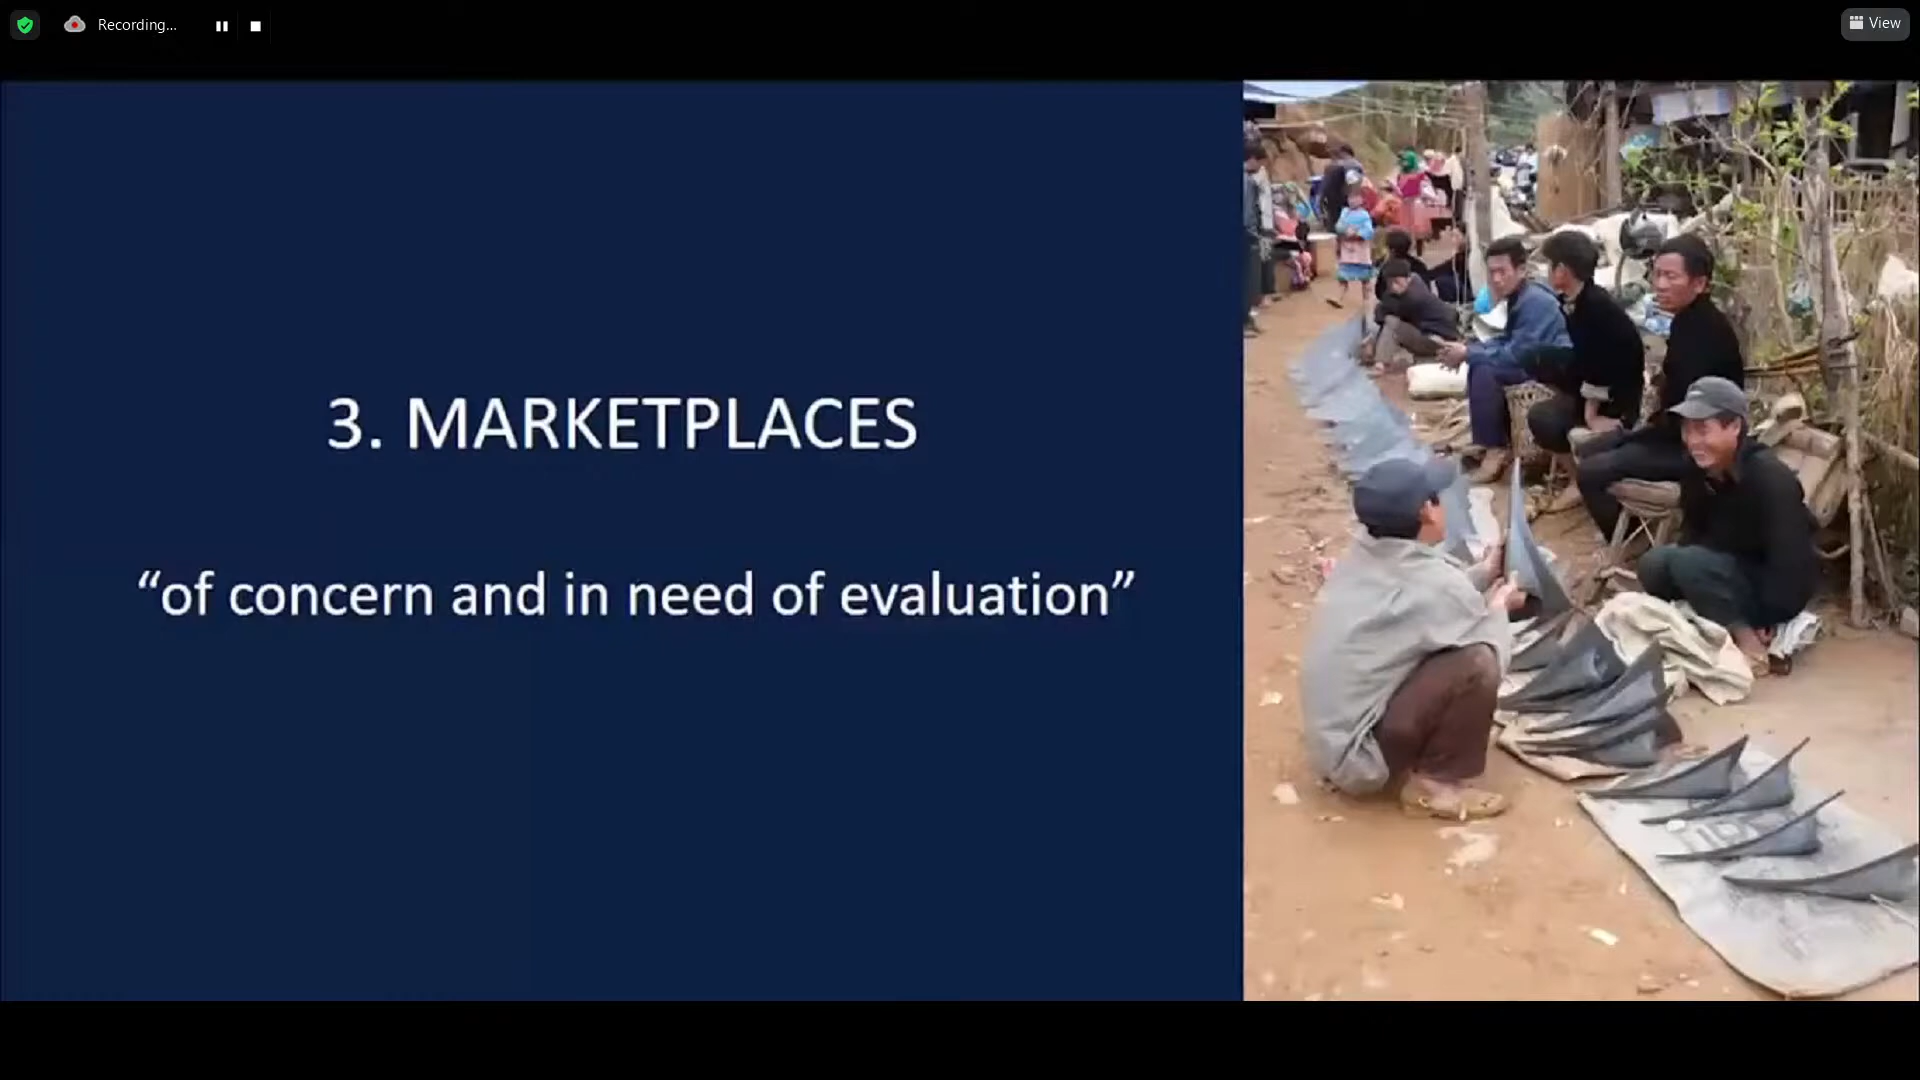 Recording...
View
3. MARKETPLACES
“of concern and in need of evaluation”